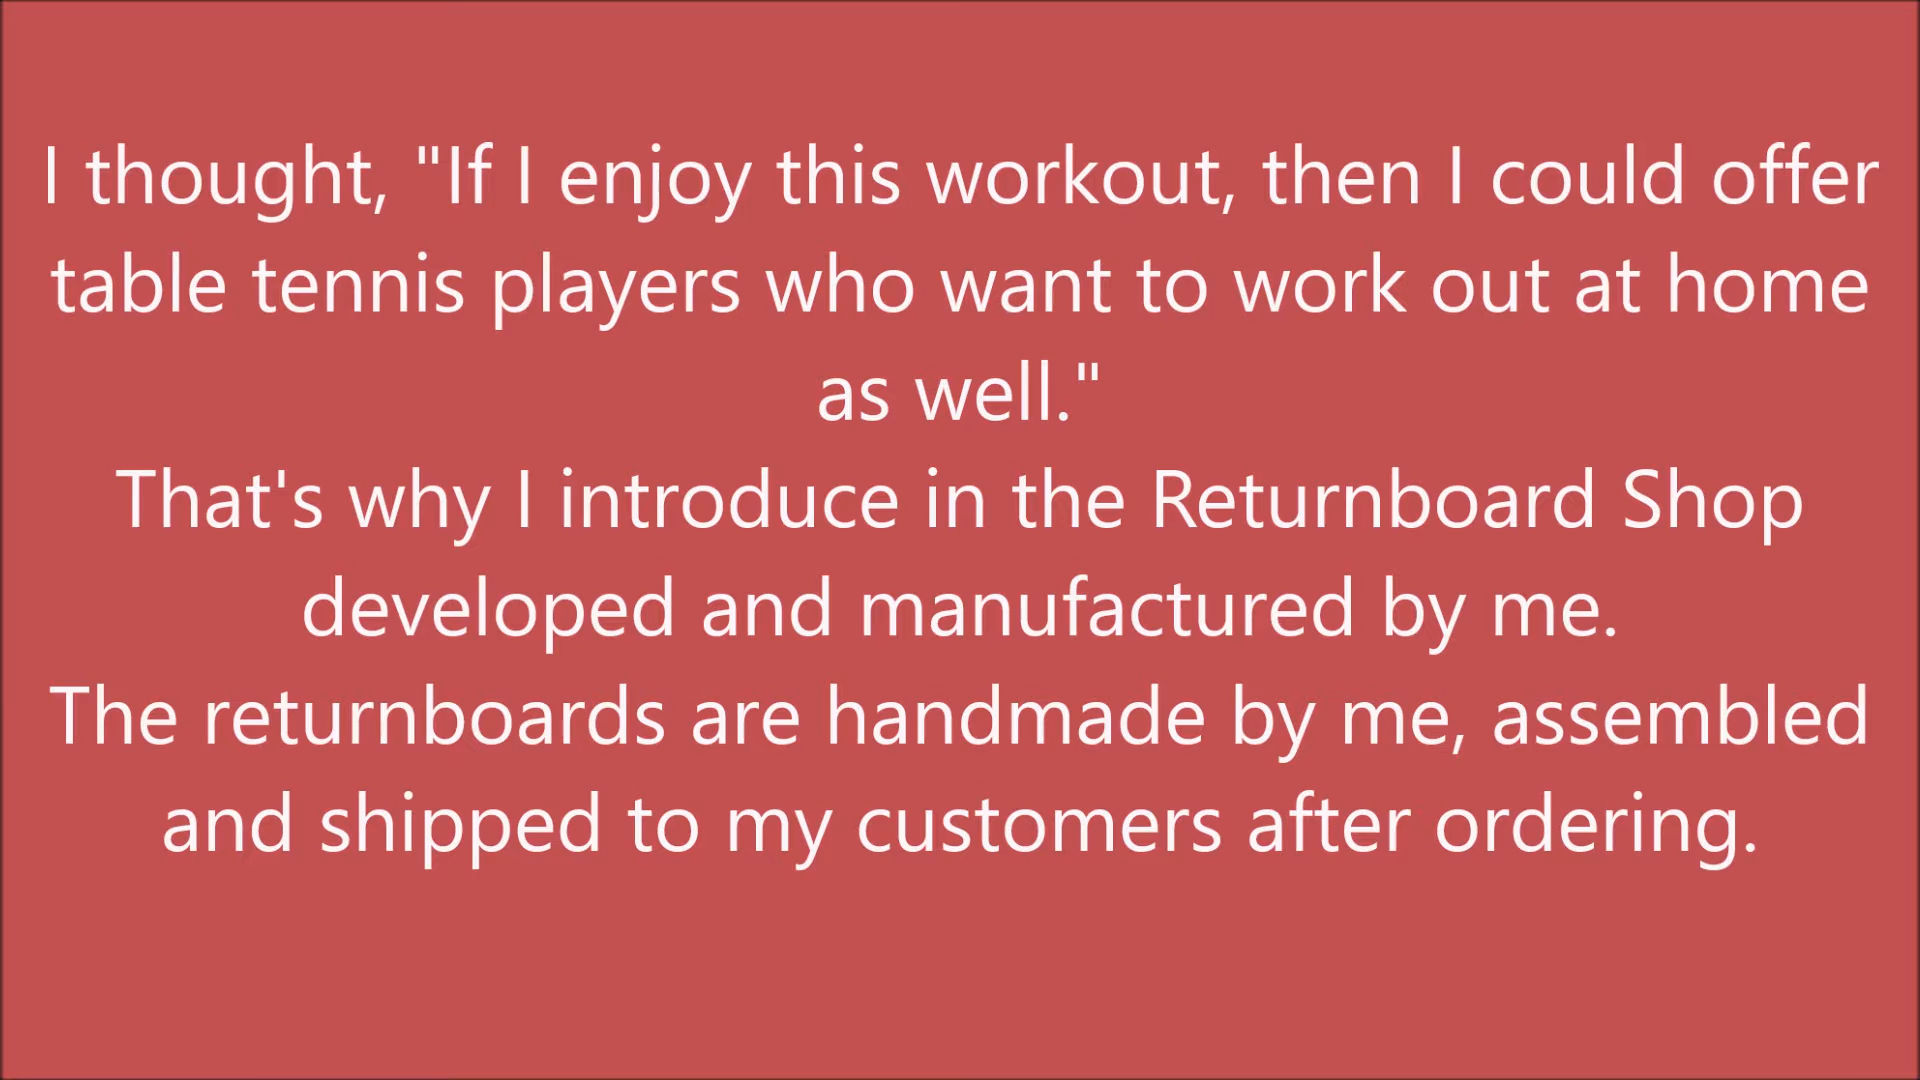 I thought, "If I enjoy this workout, then I could offer
table tennis players who want to work out at home
as well."
That's why I introduce in the Returnboard Shop
developed and manufactured by me.
The returnboards are handmade by me, assembled
and shipped to my customers after ordering.